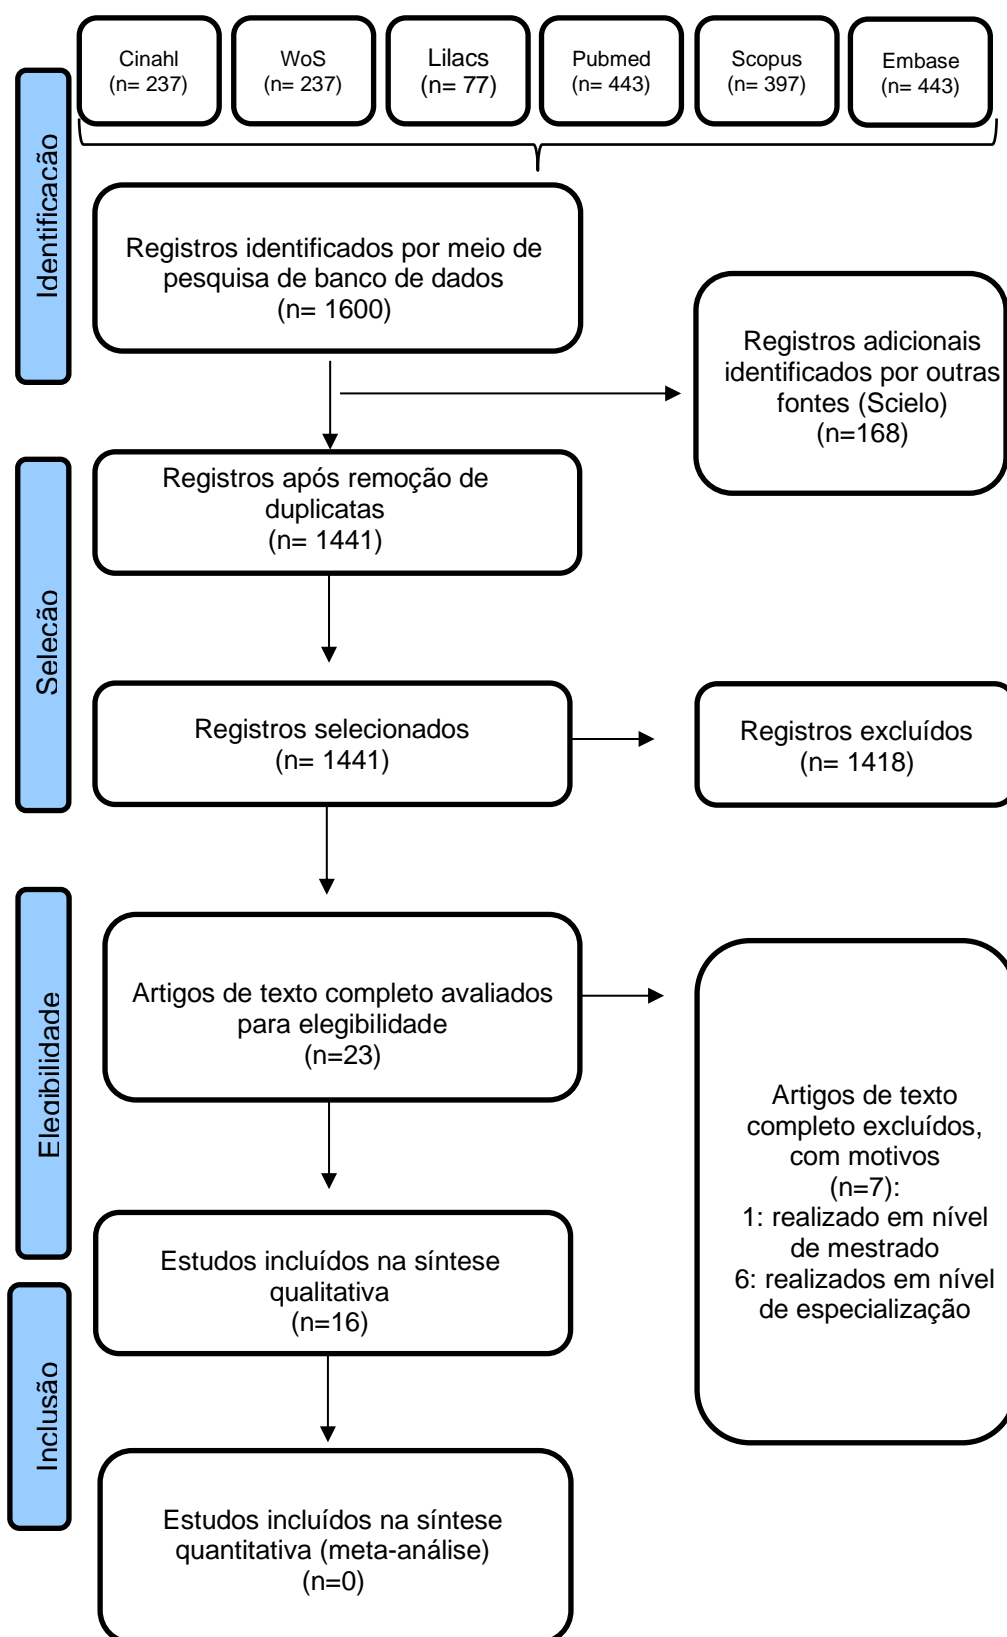 Cinahl
(n= 237)
WoS
(n= 237)
Lilacs
(n= 77)
Pubmed
(n= 443)
Scopus
(n= 397)
Embase
(n= 443)
Identificação
Registros identificados por meio de
pesquisa de banco de dados
(n= 1600)
Registros adicionais
identificados por outras
fontes (Scielo)
(n=168)
Seleção
Registros após remoção de
duplicatas
(n= 1441)
Registros selecionados
(n= 1441)
Registros excluídos
(n= 1418)
Elegibilidade
Artigos de texto completo avaliados
para elegibilidade
(n=23)
Artigos de texto
completo excluídos,
com motivos
(n=7):
1: realizado em nível
de mestrado
6: realizados em nível
de especialização
Estudos incluídos na síntese
qualitativa
(n=16)
Inclusão
Estudos incluídos na síntese
quantitativa (meta-análise)
(n=0)